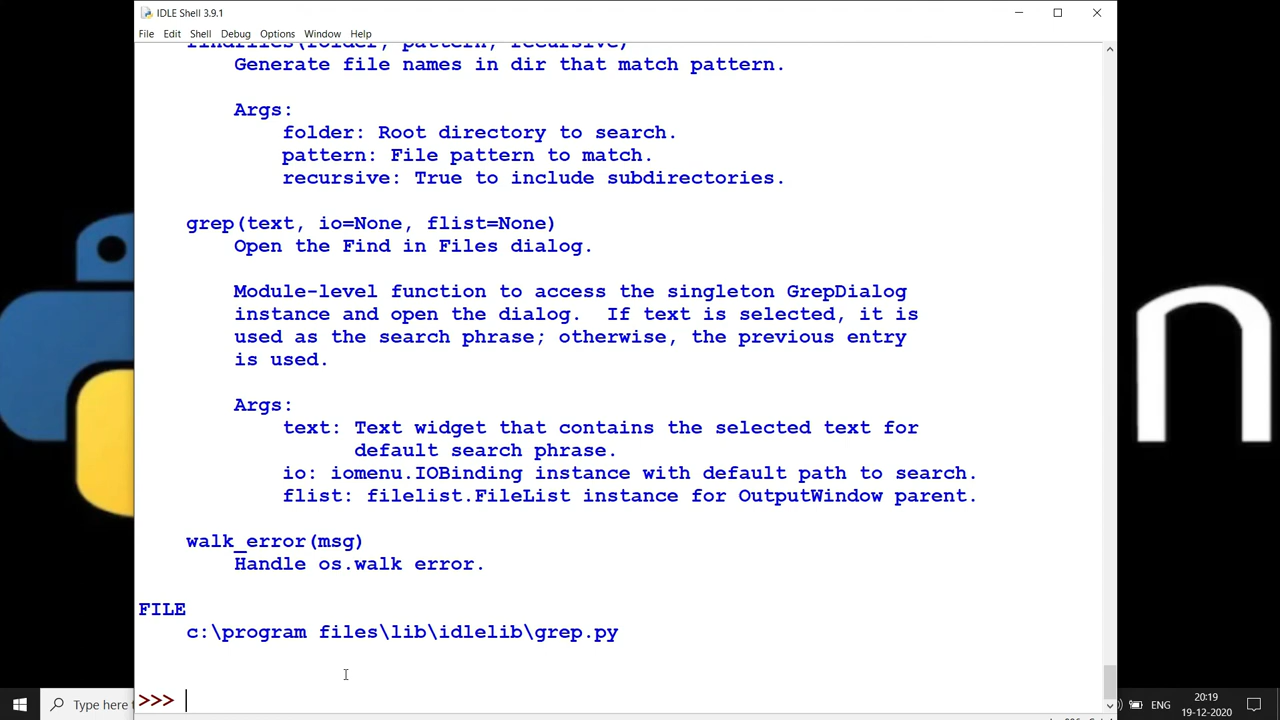 IDLE Shell 3.9.1
File Edit Shell Debug Options Window Help
findfiles(folder, pattern, recursive)
Generate file names in dir that match pattern.
Args:
folder: Root directory to search.
pattern: File pattern to match.
recursive: True to include subdirectories.
grep(text, io=None, flist=None)
Open the Find in Files dialog.
Module-level function to access the singleton GrepDialog
instance and open the dialog.  If text is selected, it is
used as the search phrase; otherwise, the previous entry
is used.
Args:
text: Text widget that contains the selected text for
default search phrase.
io: iomenu.IOBinding instance with default path to search.
flist: filelist.FileList instance for OutputWindow parent.
walk_error(msg)
Handle os.walk error.
FILE
c:\program files\lib\idlelib\grep.py
>>>
n
Type here t
ENG
20:19
19-12-2020